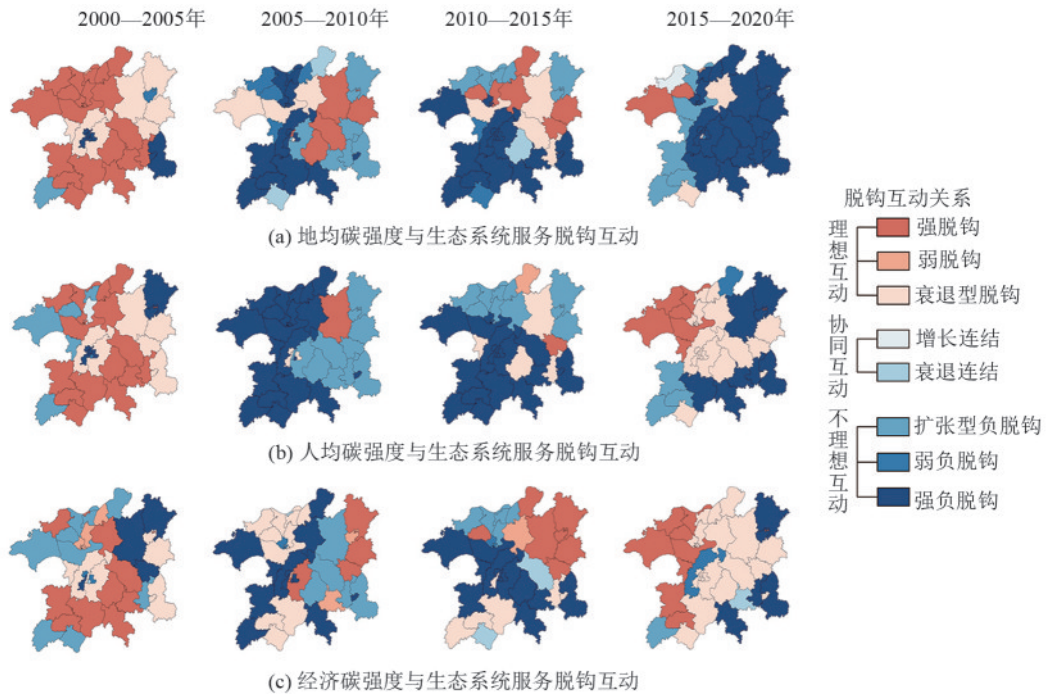 2000—2005年
2005—2010年
2010—2015年
2015—2020年
(a) 地均碳强度与生态系统服务脱钩互动
(b) 人均碳强度与生态系统服务脱钩互动
(c) 经济碳强度与生态系统服务脱钩互动
脱钩互动关系
理想互动
强脱钩
弱脱钩
衰退型脱钩
协同互动
增长连结
衰退连结
不理想互动
扩张型负脱钩
弱负脱钩
强负脱钩